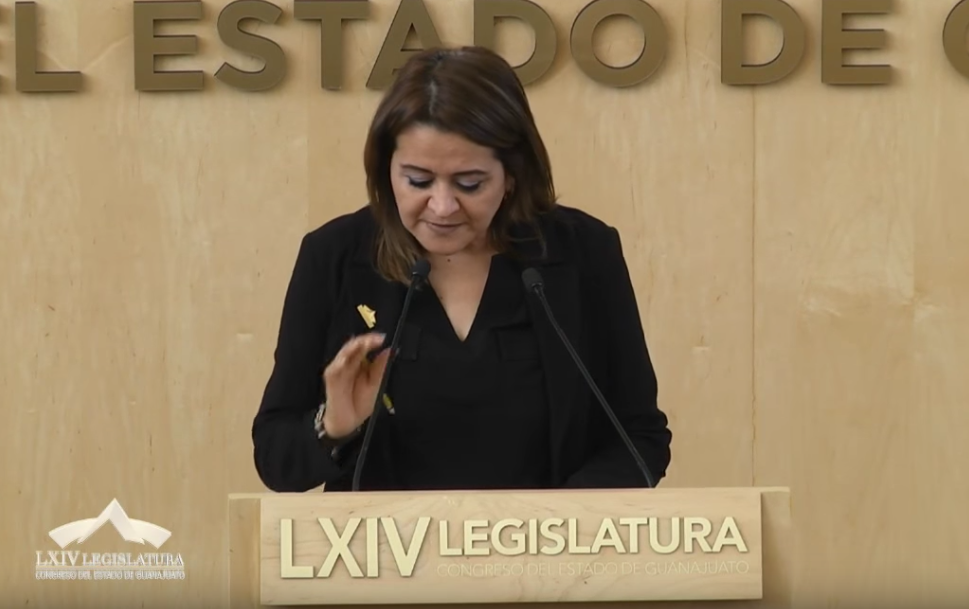 EL ESTADO DE G
LXIV LEGISLATURA
CONGRESO DEL ESTADO DE GUANAJUATO
LXIV LEGISLATURA
CONGRESO DEL ESTADO DE GUANAJUATO